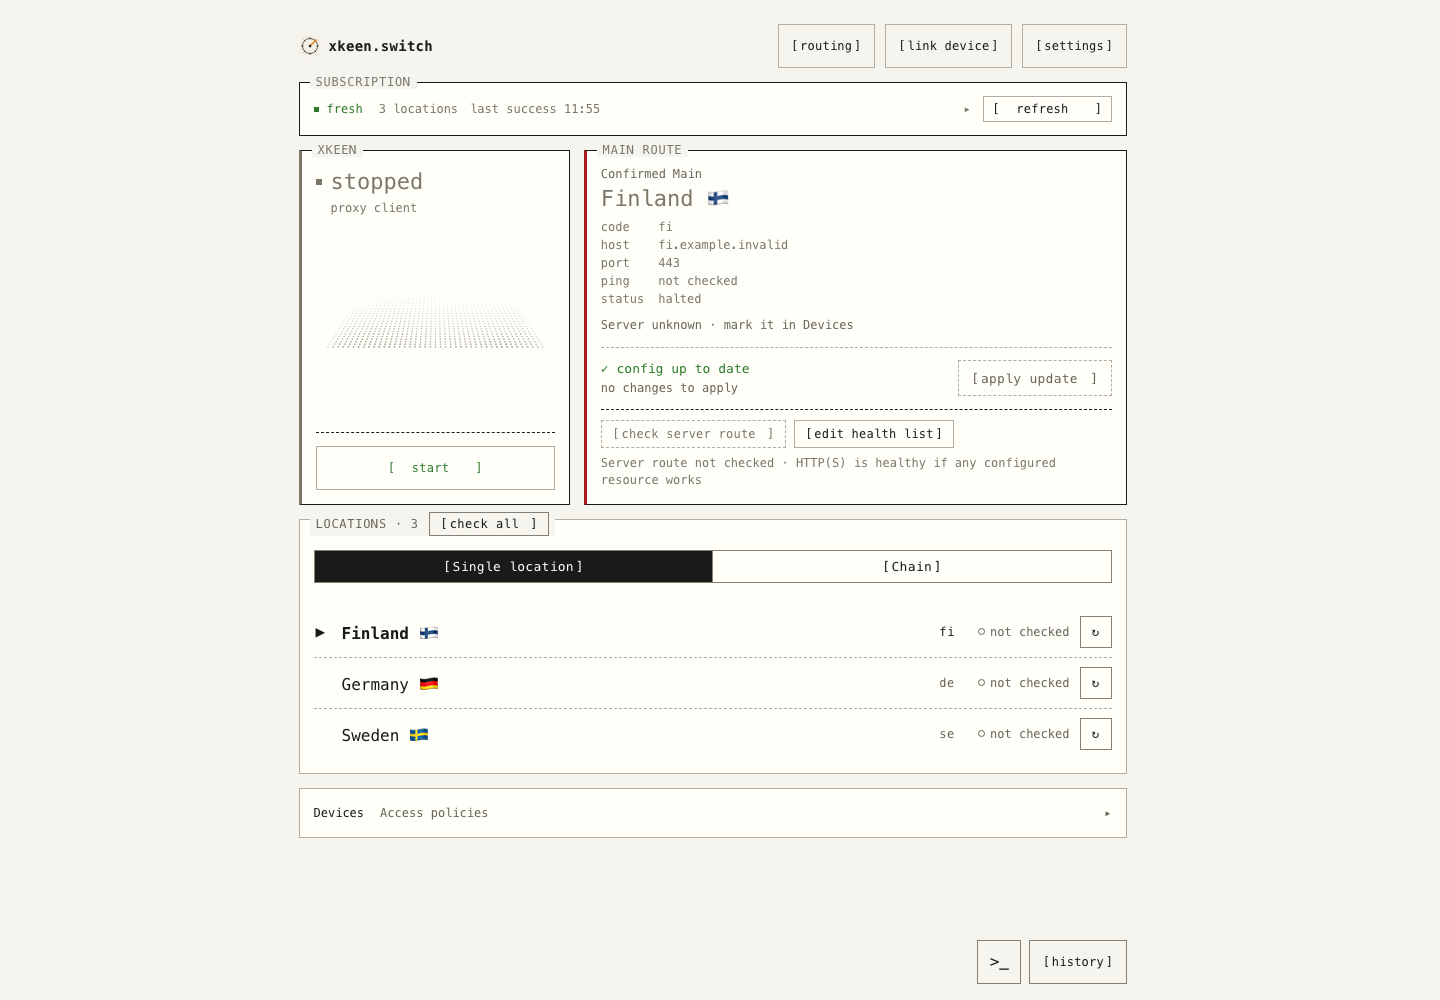 xkeen.switch
[routing] [link device] [settings]
SUBSCRIPTION
fresh 3 locations last success 11:55 ▸ [ refresh ]
XKEEN
stopped
proxy client
[ start ]
MAIN ROUTE
Confirmed Main
Finland 🇫🇮
code fi
host fi.example.invalid
port 443
ping not checked
status halted
Server unknown · mark it in Devices
✓ config up to date
no changes to apply
[apply update ]
[check server route ] [edit health list]
Server route not checked · HTTP(S) is healthy if any configured
resource works
LOCATIONS · 3 [check all ]
[Single location] [Chain]
▶ Finland 🇫🇮 fi ○ not checked ↻
Germany 🇩🇪 de ○ not checked ↻
Sweden 🇸🇪 se ○ not checked ↻
Devices Access policies ▸
>_ [history]